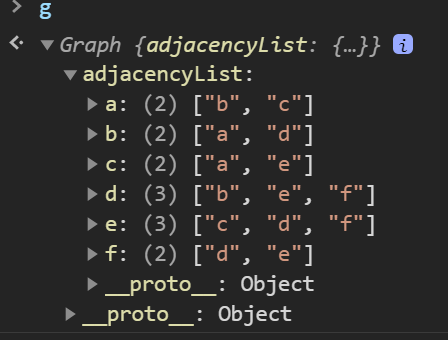 > g
Graph {adjacencyList: {…}} i
adjacencyList:
a: (2) ["b", "c"]
b: (2) ["a", "d"]
c: (2) ["a", "e"]
d: (3) ["b", "e", "f"]
e: (3) ["c", "d", "f"]
f: (2) ["d", "e"]
__proto__: Object
__proto__: Object